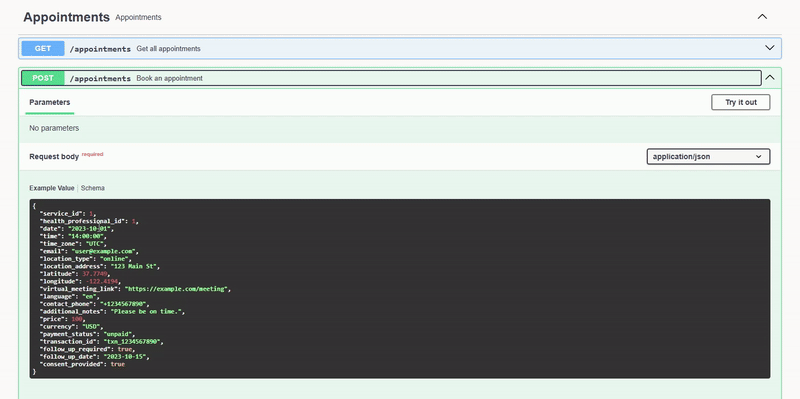 Appointments Appointments
GET /appointments Get all appointments
POST /appointments Book an appointment
Parameters
Try it out
No parameters
Request body required
application/json
Example Value Schema
{
"service_id": 1,
"health_professional_id": 1,
"date": "2023-10-01",
"time": "14:00:00",
"time_zone": "UTC",
"email": "user@example.com",
"location_type": "online",
"location_address": "123 Main St",
"latitude": 37.7749,
"longitude": -122.4194,
"virtual_meeting_link": "https://example.com/meeting",
"language": "en",
"contact_phone": "+1234567890",
"additional_notes": "Please be on time.",
"price": 100,
"currency": "USD",
"payment_status": "unpaid",
"transaction_id": "txn_1234567890",
"follow_up_required": true,
"follow_up_date": "2023-10-15",
"consent_provided": true
}